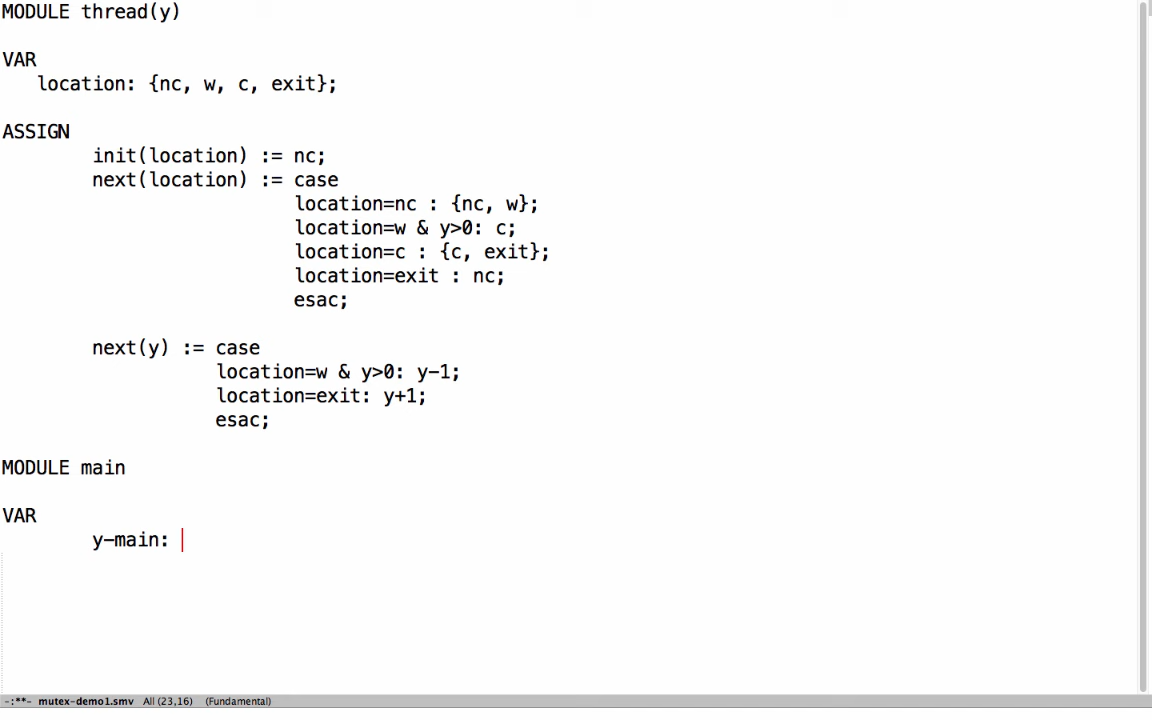 MODULE thread(y)
VAR
location: {nc, w, c, exit};
ASSIGN
init(location) := nc;
next(location) := case
location=nc : {nc, w};
location=w & y>0: c;
location=c : {c, exit};
location=exit : nc;
esac;
next(y) := case
location=w & y>0: y-1;
location=exit: y+1;
esac;
MODULE main
VAR
y-main:
-:**- mutex-demo1.smv All (23,16) (Fundamental)